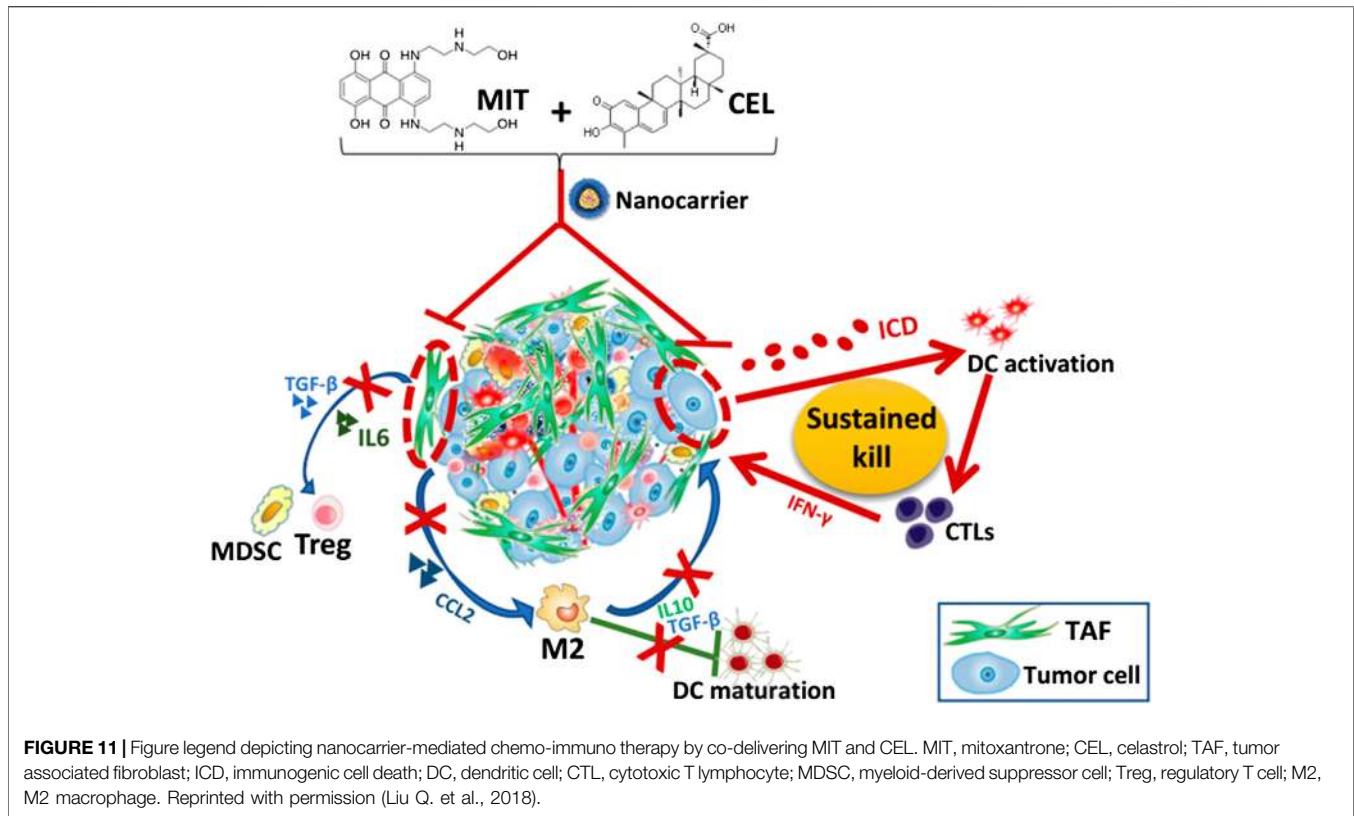 OH O HN
H
N
OH
OH O HN
N
H
OH
MIT
+
O
OH
H
O
HO
CEL
Nanocarrier
ICD
DC activation
TGF-β
IL6
Sustained
kill
IFN-γ
CTLs
MDSC Treg
CCL2
M2
IL10
TGF-β
DC maturation
TAF
Tumor cell
FIGURE 11 | Figure legend depicting nanocarrier-mediated chemo-immuno therapy by co-delivering MIT and CEL. MIT, mitoxantrone; CEL, celastrol; TAF, tumor
associated fibroblast; ICD, immunogenic cell death; DC, dendritic cell; CTL, cytotoxic T lymphocyte; MDSC, myeloid-derived suppressor cell; Treg, regulatory T cell; M2,
M2 macrophage. Reprinted with permission (Liu Q. et al., 2018).